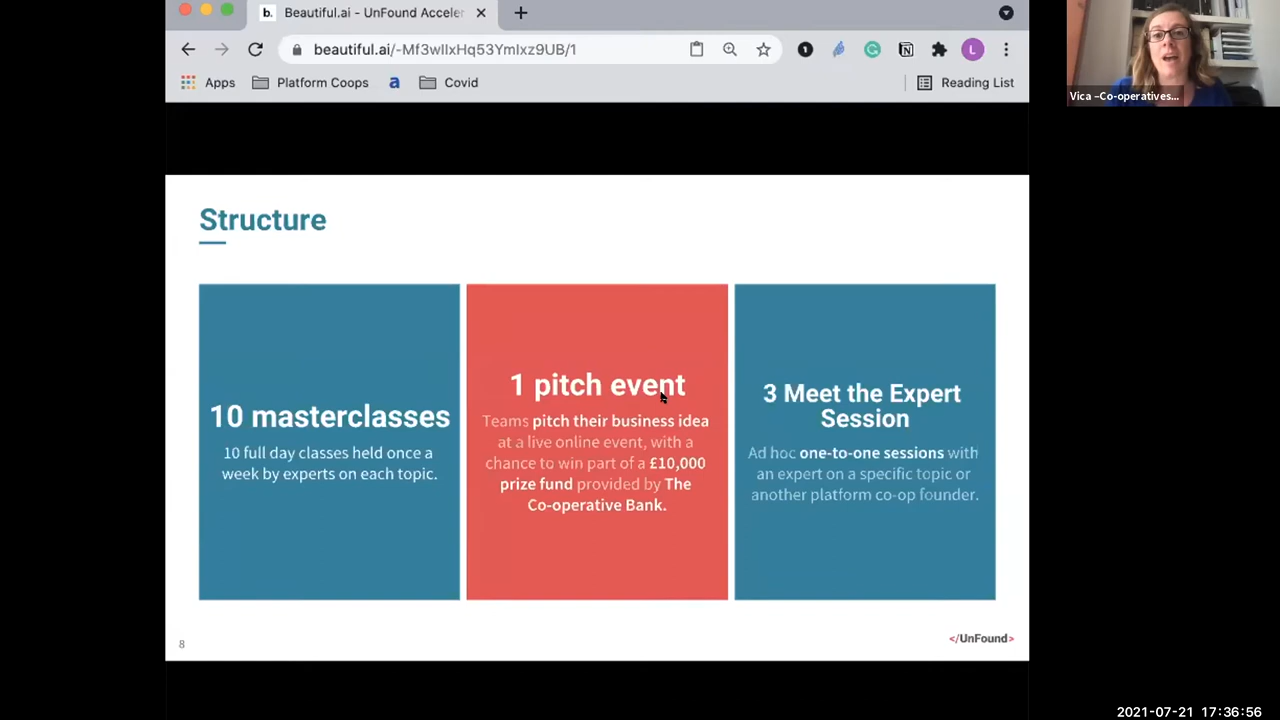 b. Beautiful.ai - UnFound Acceler
beautiful.ai/-Mf3wIlxHq53YmIxz9UB/1
Apps Platform Coops a Covid Reading List
L
Vica –Co-operatives...
Structure
10 masterclasses
10 full day classes held once a
week by experts on each topic.
1 pitch event
Teams pitch their business idea
at a live online event, with a
chance to win part of a £10,000
prize fund provided by The
Co-operative Bank.
3 Meet the Expert
Session
Ad hoc one-to-one sessions with
an expert on a specific topic or
another platform co-op founder.
8
</UnFound>
2021-07-21 17:36:56